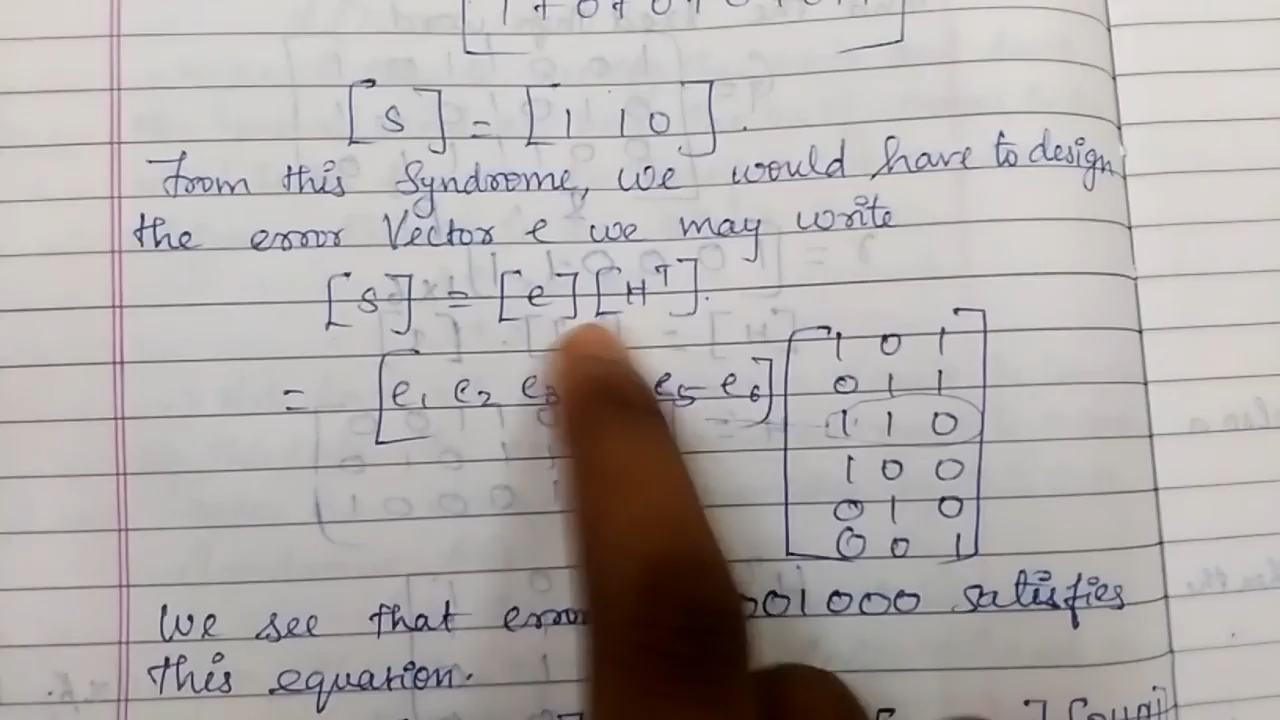 [S] = [1 1 0].
from this Syndrome, we would have to design
the error Vector e we may write
[S] = [e][H^T].
= [e1 e2 e3 e5 e6] [1 0 1
0 1 1
1 1 0
1 0 0
0 1 0
0 0 1]
We see that error 001000 satisfies
this equation.